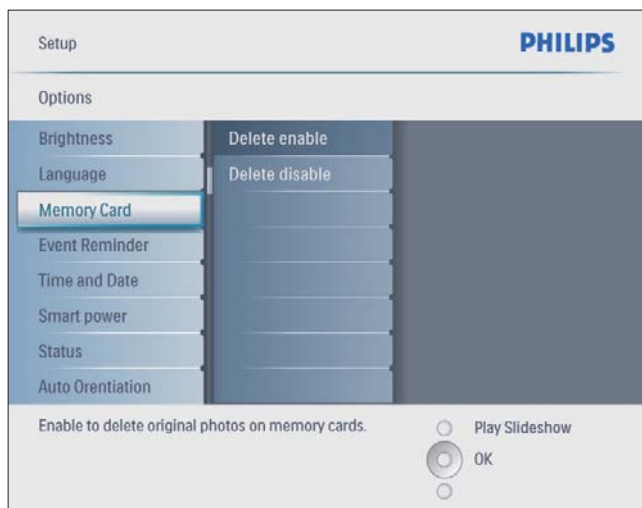 Setup
PHILIPS
Options
Brightness
Delete enable
Language
Delete disable
Memory Card
Event Reminder
Time and Date
Smart power
Status
Auto Orentiation
Enable to delete original photos on memory cards.
Play Slideshow
OK